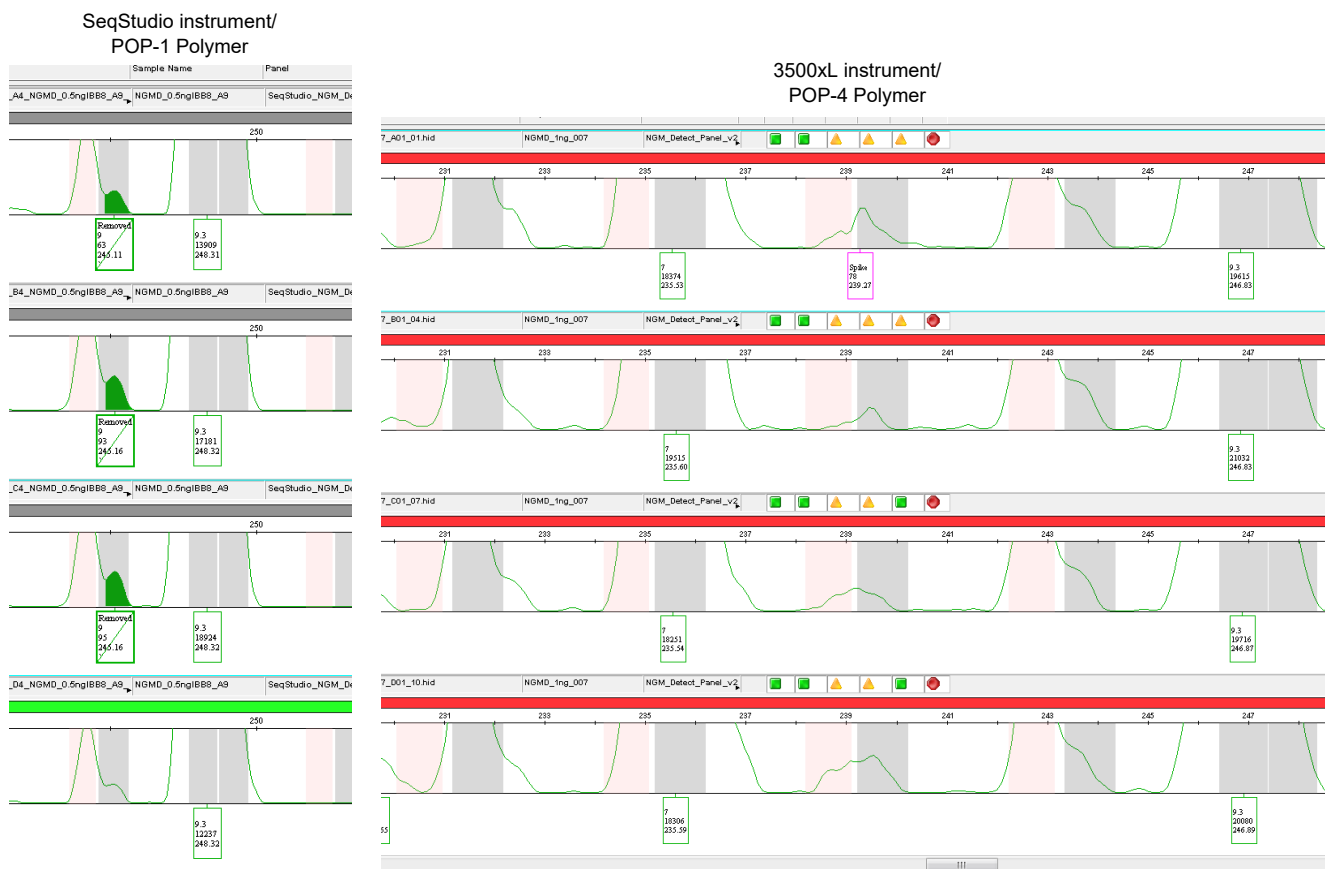 SeqStudio instrument/
POP-1 Polymer
Sample Name Panel
_A4_NGMD_0.5ngIBB8_A9_ NGMD_0.5ngIBB8_A9 SeqStudio_NGM_De
250
Removed
9
63
245.11
9.3
13909
248.31
_B4_NGMD_0.5ngIBB8_A9_ NGMD_0.5ngIBB8_A9 SeqStudio_NGM_De
250
Removed
9
93
245.16
9.3
17181
248.32
_C4_NGMD_0.5ngIBB8_A9_ NGMD_0.5ngIBB8_A9 SeqStudio_NGM_De
250
Removed
9
95
245.16
9.3
18924
248.32
_D4_NGMD_0.5ngIBB8_A9_ NGMD_0.5ngIBB8_A9 SeqStudio_NGM_De
250
9.3
12237
248.32
3500xL instrument/
POP-4 Polymer
7_A01_01.hid NGMD_1ng_007 NGM_Detect_Panel_v2
231 233 235 237 239 241 243 245 247
7
18374
235.53
Spike
78
239.27
9.3
19615
246.83
7_B01_04.hid NGMD_1ng_007 NGM_Detect_Panel_v2
231 233 235 237 239 241 243 245 247
7
19515
235.60
9.3
21032
246.83
7_C01_07.hid NGMD_1ng_007 NGM_Detect_Panel_v2
231 233 235 237 239 241 243 245 247
7
18251
235.54
9.3
19716
246.87
7_D01_10.hid NGMD_1ng_007 NGM_Detect_Panel_v2
231 233 235 237 239 241 243 245 247
55
7
18306
235.59
9.3
20080
246.89